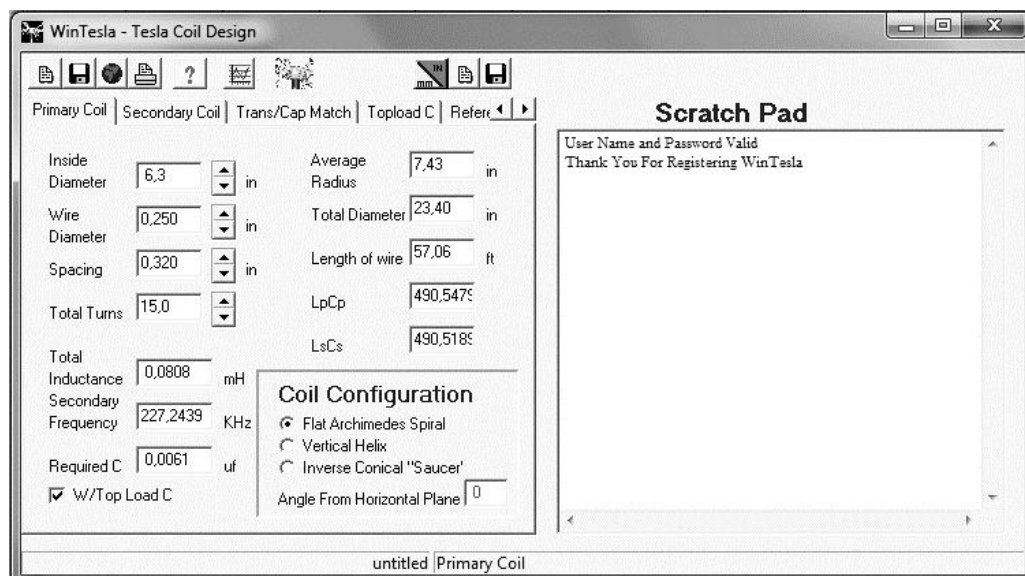 WinTesla - Tesla Coil Design
IN
mm
?
Primary Coil Secondary Coil Trans/Cap Match Topload C Refere
Inside
Diameter 6,3 in
Wire
Diameter 0,250 in
Spacing 0,320 in
Total Turns 15,0
Average
Radius 7,43 in
Total Diameter 23,40 in
Length of wire 57,06 ft
LpCp 490,5479
LsCs 490,5189
Total
Inductance 0,0808 mH
Secondary
Frequency 227,2439 KHz
Required C 0,0061 uf
W/Top Load C
Coil Configuration
Flat Archimedes Spiral
Vertical Helix
Inverse Conical "Saucer'
Angle From Horizontal Plane 0
Scratch Pad
User Name and Password Valid
Thank You For Registering WinTesla
untitled Primary Coil